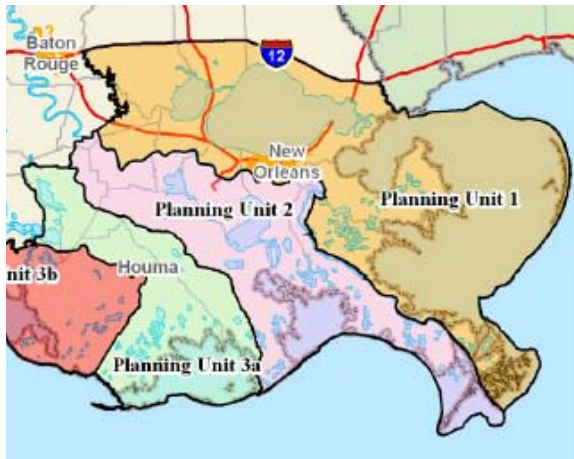 Baton
Rouge
12
New
Orleans
Planning Unit 1
Planning Unit 2
nit 3b
Houma
Planning Unit 3a